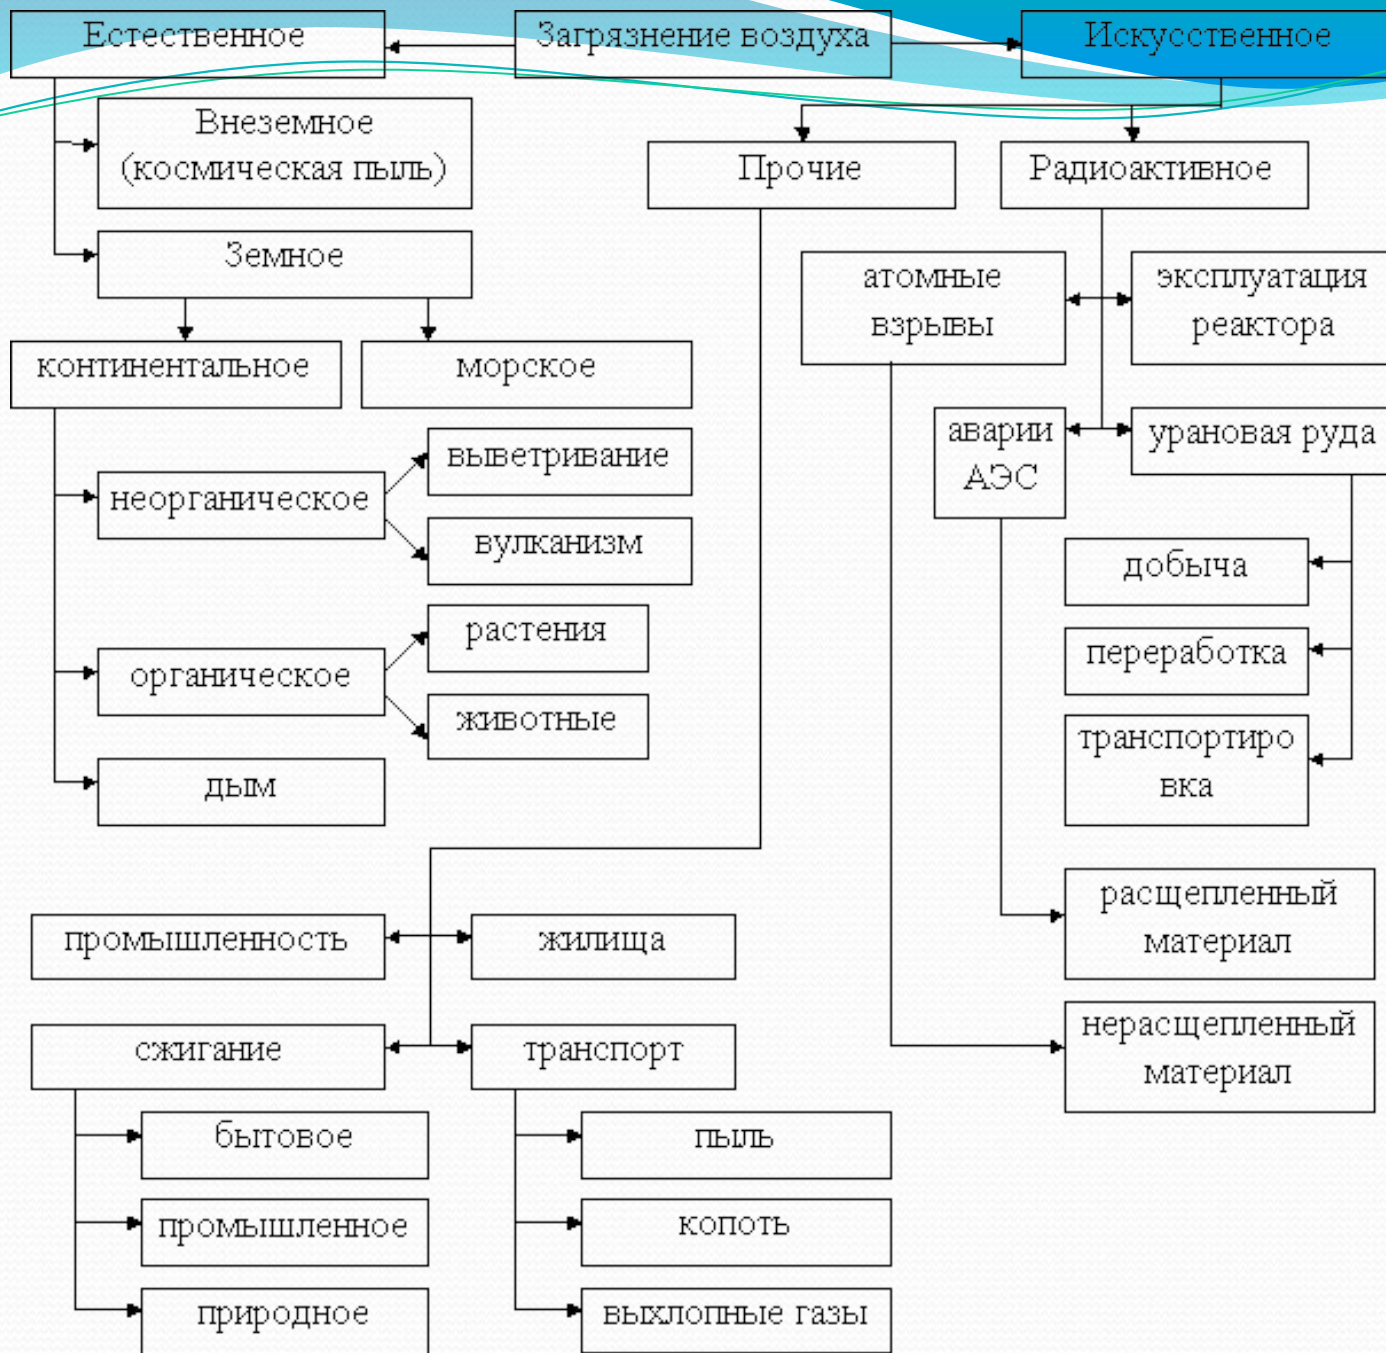 Естественное
Загрязнение воздуха
Искусственное
Внеземное
(космическая пыль)
Прочие
Радиоактивное
Земное
атомные
взрывы
эксплуатация
реактора
континентальное
морское
аварии
АЭС
урановая руда
выветривание
неорганическое
вулканизм
добыча
растения
переработка
органическое
животные
транспортиро
вка
дым
расщепленный
материал
промышленность
жилища
нерасщепленный
материал
сжигание
транспорт
бытовое
пыль
промышленное
копоть
природное
выхлопные газы